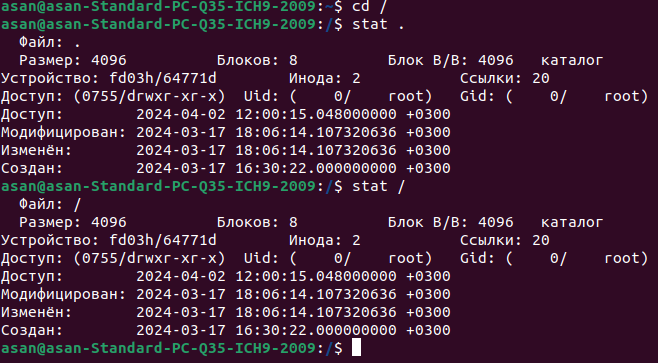 asan@asan-Standard-PC-Q35-ICH9-2009:~$ cd /
asan@asan-Standard-PC-Q35-ICH9-2009:/$ stat .
  Файл: .
  Размер: 4096          Блоков: 8          Блок В/В: 4096   каталог
Устройство: fd03h/64771d        Инода: 2           Ссылки: 20
Доступ: (0755/drwxr-xr-x)  Uid: (    0/    root)   Gid: (    0/    root)
Доступ:        2024-04-02 12:00:15.048000000 +0300
Модифицирован: 2024-03-17 18:06:14.107320636 +0300
Изменён:       2024-03-17 18:06:14.107320636 +0300
Создан:        2024-03-17 16:30:22.000000000 +0300
asan@asan-Standard-PC-Q35-ICH9-2009:/$ stat /
  Файл: /
  Размер: 4096          Блоков: 8          Блок В/В: 4096   каталог
Устройство: fd03h/64771d        Инода: 2           Ссылки: 20
Доступ: (0755/drwxr-xr-x)  Uid: (    0/    root)   Gid: (    0/    root)
Доступ:        2024-04-02 12:00:15.048000000 +0300
Модифицирован: 2024-03-17 18:06:14.107320636 +0300
Изменён:       2024-03-17 18:06:14.107320636 +0300
Создан:        2024-03-17 16:30:22.000000000 +0300
asan@asan-Standard-PC-Q35-ICH9-2009:/$